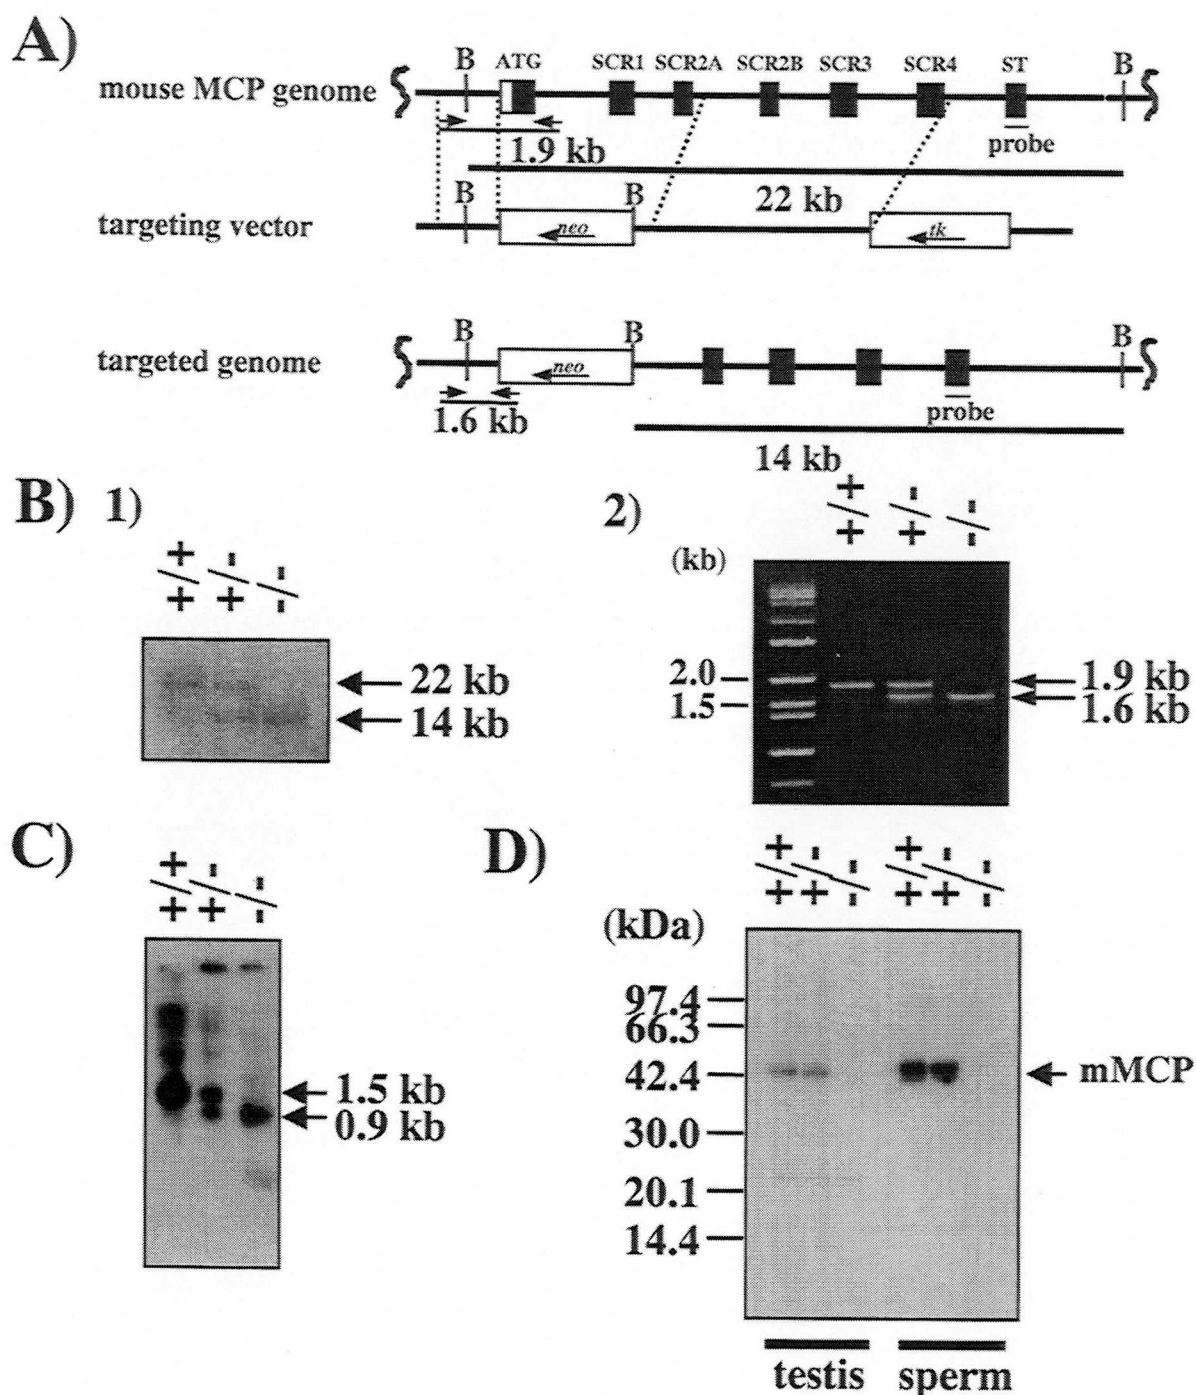 A)
B ATG SCR1 SCR2A SCR2B SCR3 SCR4 ST B
mouse MCP genome
1.9 kb
probe
22 kb
B B
targeting vector
neo tk
B B B
targeted genome
neo
1.6 kb
probe
14 kb
B) 1)
+/+ +/- -/-
22 kb
14 kb
2)
+/+ +/- -/-
(kb)
2.0
1.5
1.9 kb
1.6 kb
C)
+/+ +/- -/-
1.5 kb
0.9 kb
D)
+/+ +/- -/- +/+ +/- -/-
(kDa)
97.4
66.3
42.4
30.0
20.1
14.4
mMCP
testis sperm